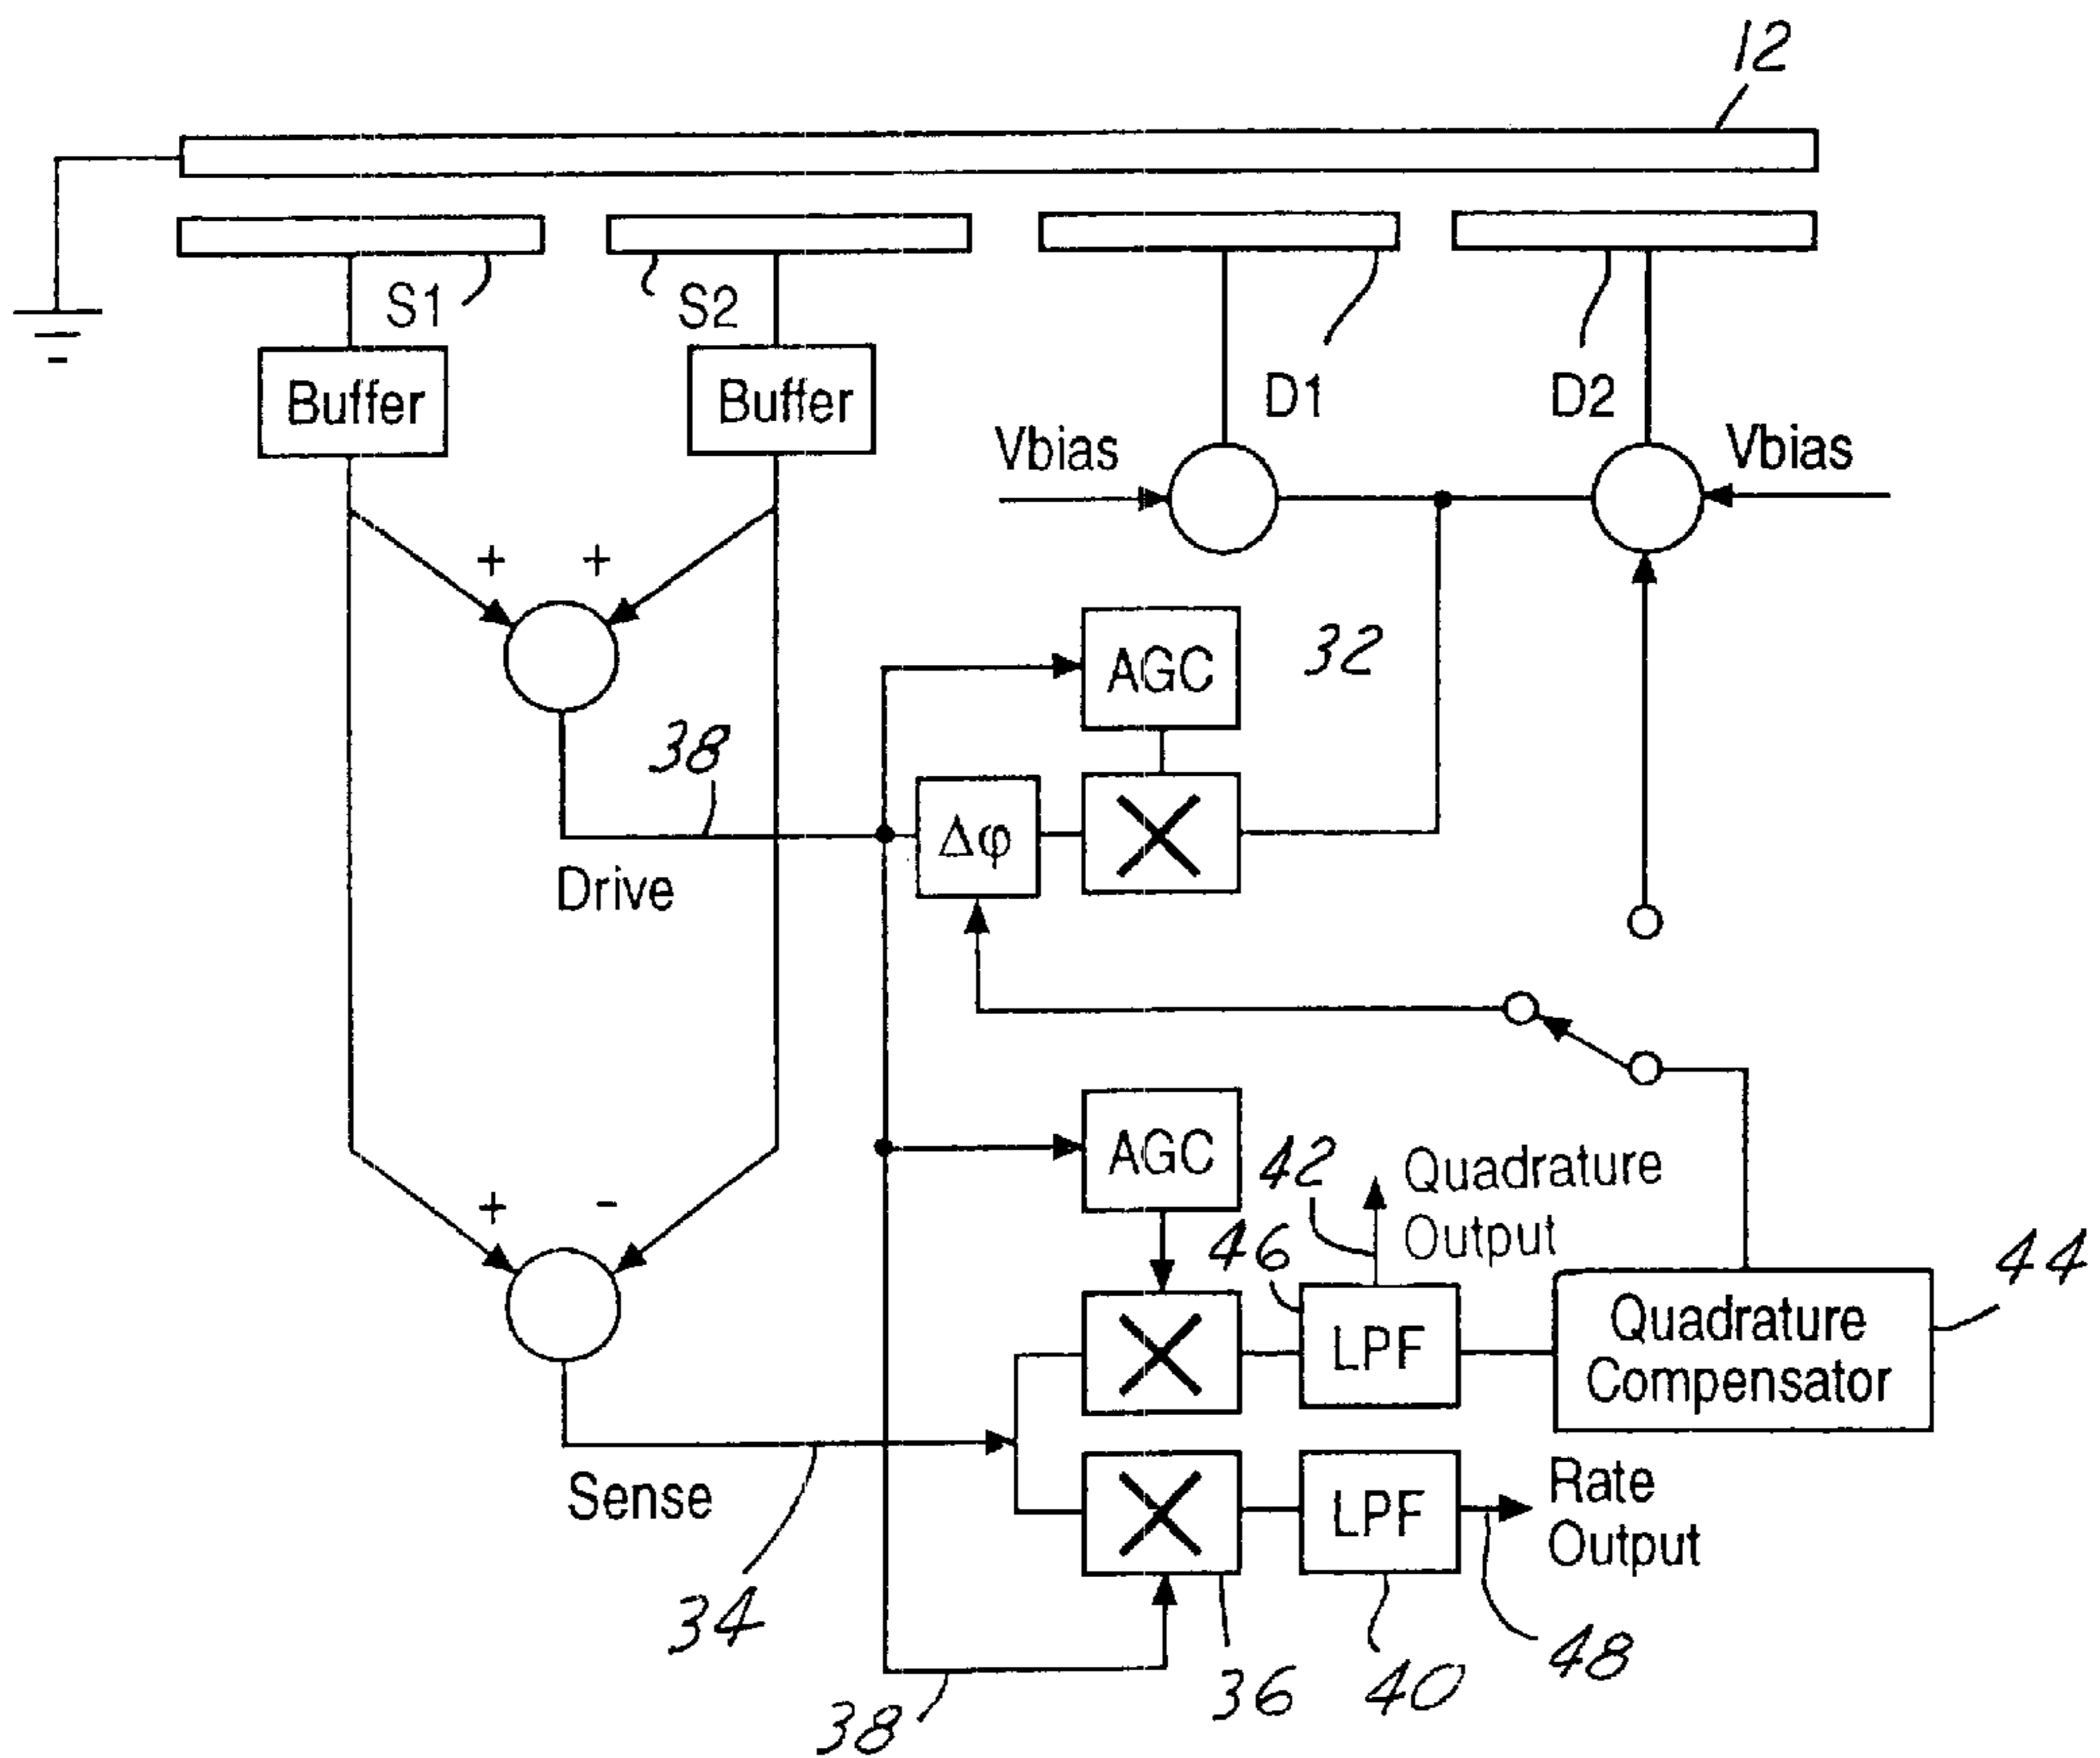 12
S1
S2
Buffer
Buffer
D1
D2
Vbias
Vbias
+
+
AGC
32
38
Δφ
X
Drive
AGC
42
Quadrature
Output
46
+
-
X
LPF
Quadrature
Compensator
44
Sense
X
LPF
Rate
Output
34
38
36
40
48